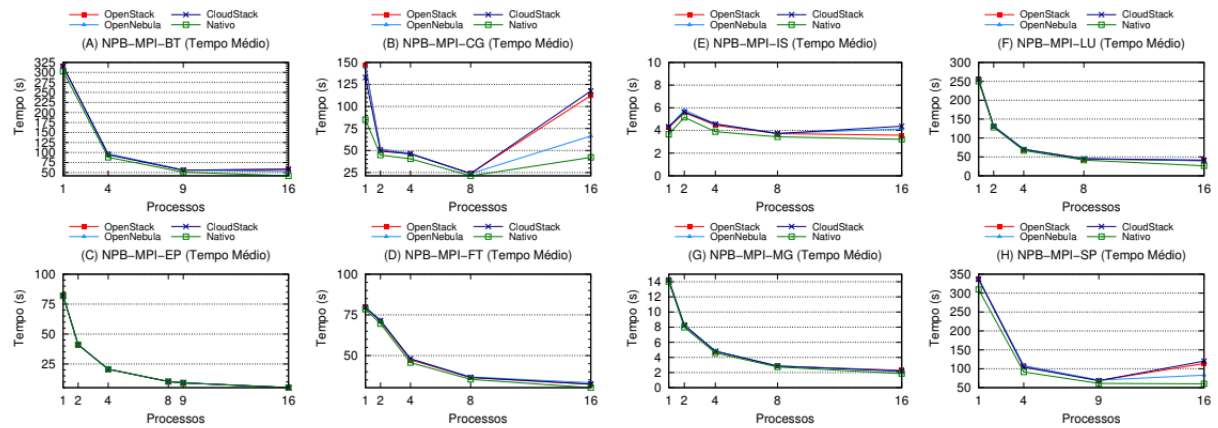 OpenStack CloudStack
OpenNebula Nativo
(A) NPB-MPI-BT (Tempo Médio)
Tempo (s)
325
300
275
250
225
200
175
150
125
100
75
50
1 4 9 16
Processos
OpenStack CloudStack
OpenNebula Nativo
(B) NPB-MPI-CG (Tempo Médio)
Tempo (s)
150
125
100
75
50
25
1 2 4 8 16
Processos
OpenStack CloudStack
OpenNebula Nativo
(E) NPB-MPI-IS (Tempo Médio)
Tempo (s)
10
8
6
4
2
0
1 2 4 8 16
Processos
OpenStack CloudStack
OpenNebula Nativo
(F) NPB-MPI-LU (Tempo Médio)
Tempo (s)
300
250
200
150
100
50
0
1 2 4 8 16
Processos
OpenStack CloudStack
OpenNebula Nativo
(C) NPB-MPI-EP (Tempo Médio)
Tempo (s)
100
75
50
25
1 2 4 8 9 16
Processos
OpenStack CloudStack
OpenNebula Nativo
(D) NPB-MPI-FT (Tempo Médio)
Tempo (s)
100
75
50
1 2 4 8 16
Processos
OpenStack CloudStack
OpenNebula Nativo
(G) NPB-MPI-MG (Tempo Médio)
Tempo (s)
14
12
10
8
6
4
2
0
1 2 4 8 16
Processos
OpenStack CloudStack
OpenNebula Nativo
(H) NPB-MPI-SP (Tempo Médio)
Tempo (s)
350
300
250
200
150
100
50
1 4 9 16
Processos